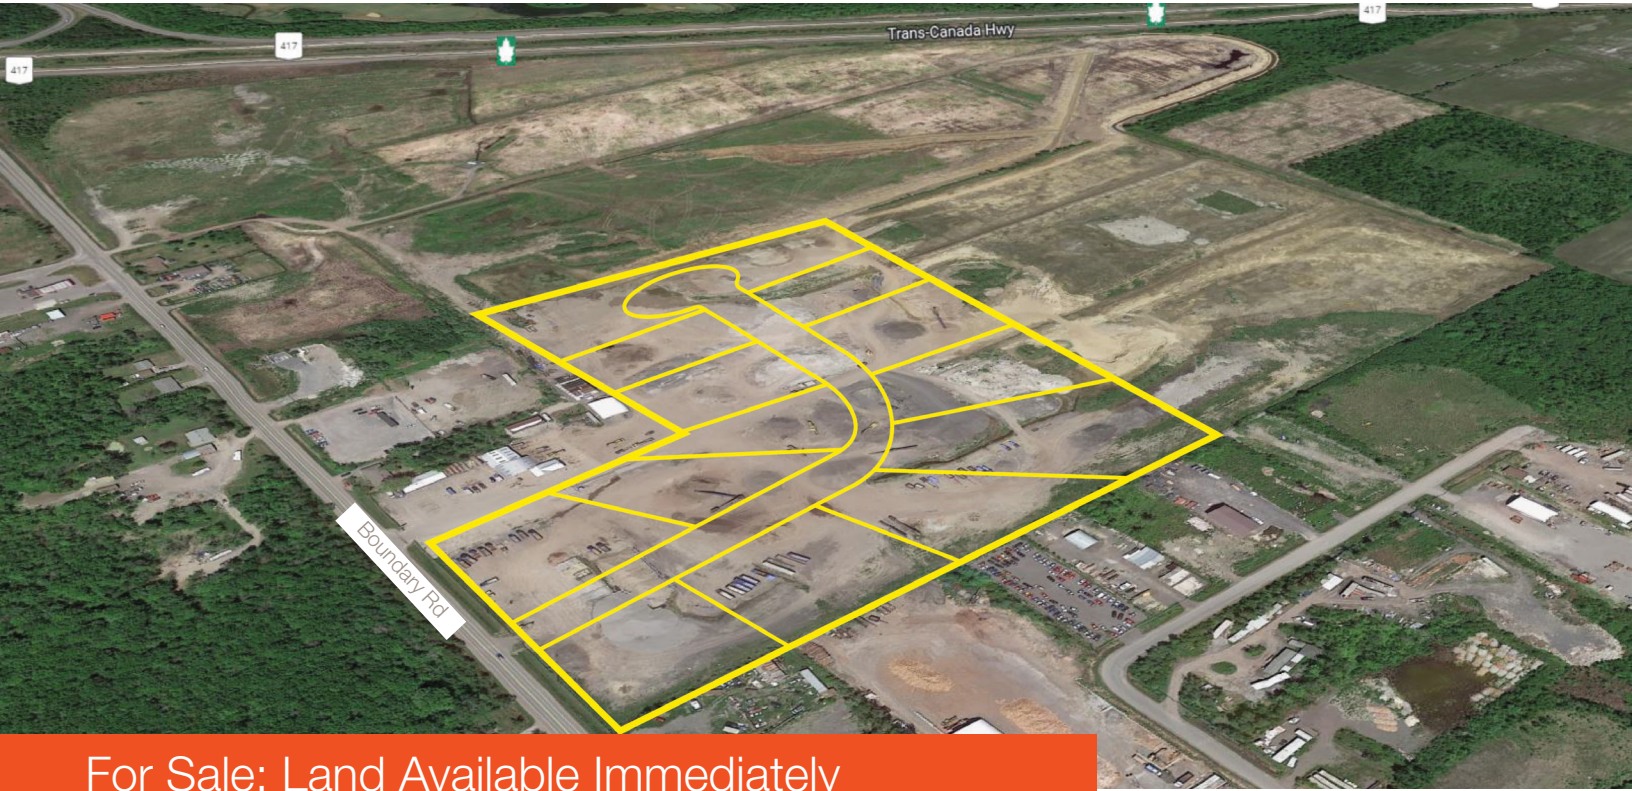 417
Trans-Canada Hwy
417
417
Boundary Rd
For Sale: Land Available Immediately